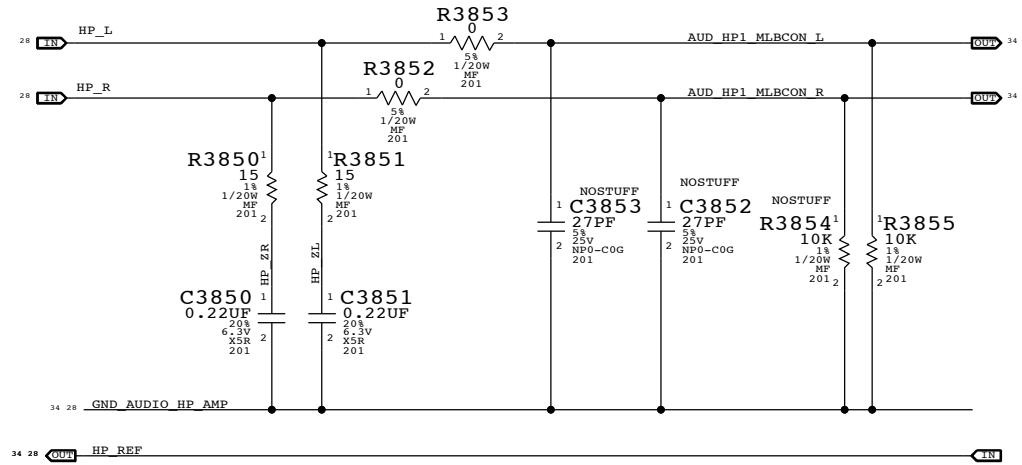 R3853
HP_L
0
28 IN
1 2
AUD_HP1_MLBCON_L
OUT 34
5%
1/20W
MF
201
R3852
HP_R
0
28 IN
1 2
AUD_HP1_MLBCON_R
OUT 34
5%
1/20W
MF
201
R3850
15
1%
1/20W
MF
201
1
2
R3851
15
1%
1/20W
MF
201
1
2
HP_ZR
HP_ZL
C3850
0.22UF
20%
6.3V
X5R
201
1
2
C3851
0.22UF
20%
6.3V
X5R
201
1
2
NOSTUFF
C3853
27PF
5%
25V
NP0-C0G
201
1
2
NOSTUFF
C3852
27PF
5%
25V
NP0-C0G
201
1
2
NOSTUFF
R3854
10K
1%
1/20W
MF
201
1
2
R3855
10K
1%
1/20W
MF
201
1
2
34 28 GND_AUDIO_HP_AMP
34 28 OUT HP_REF IN